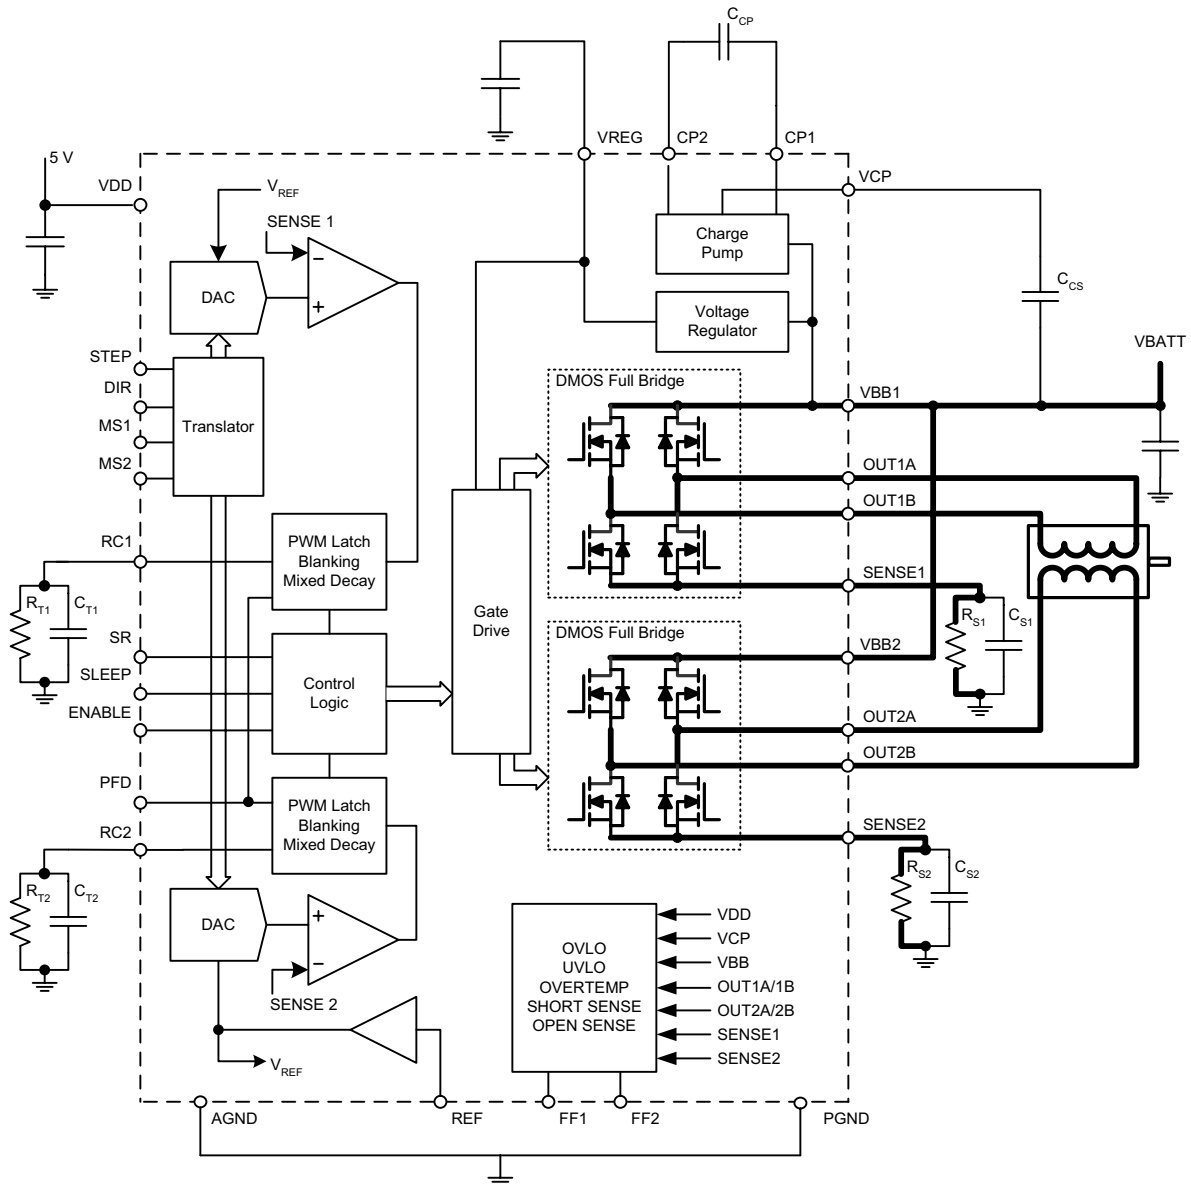 C_CP
VREG
CP2
CP1
5 V
VDD
VCP
V_REF
SENSE 1
−
+
DAC
Charge
Pump
C_CS
Voltage
Regulator
VBATT
STEP
DIR
MS1
MS2
Translator
DMOS Full Bridge
VBB1
OUT1A
OUT1B
RC1
PWM Latch
Blanking
Mixed Decay
SENSE1
R_T1
C_T1
R_S1
C_S1
Gate
Drive
SR
SLEEP
ENABLE
Control
Logic
DMOS Full Bridge
VBB2
OUT2A
OUT2B
PFD
RC2
PWM Latch
Blanking
Mixed Decay
SENSE2
R_T2
C_T2
R_S2
C_S2
DAC
+
−
SENSE 2
V_REF
OVLO
UVLO
OVERTEMP
SHORT SENSE
OPEN SENSE
VDD
VCP
VBB
OUT1A/1B
OUT2A/2B
SENSE1
SENSE2
AGND
REF
FF1
FF2
PGND